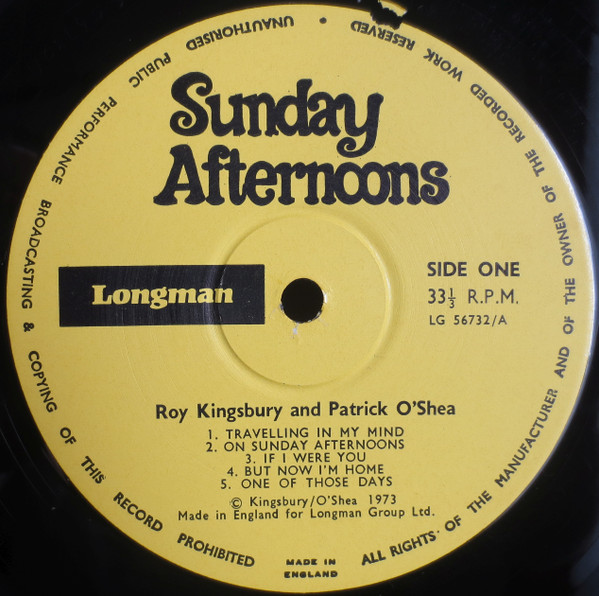 Sunday
Afternoons
Longman
SIDE ONE
33⅓ R.P.M.
LG 56732/A
Roy Kingsbury and Patrick O'Shea
1. TRAVELLING IN MY MIND
2. ON SUNDAY AFTERNOONS
3. IF I WERE YOU
4. BUT NOW I'M HOME
5. ONE OF THOSE DAYS
© Kingsbury/O'Shea 1973
Made in England for Longman Group Ltd.
MADE IN
ENGLAND
ALL RIGHTS · OF THE MANUFACTURER AND OF THE OWNER OF THE RECORDED WORK RESERVED • UNAUTHORISED PUBLIC PERFORMANCE BROADCASTING & COPYING OF THIS RECORD PROHIBITED